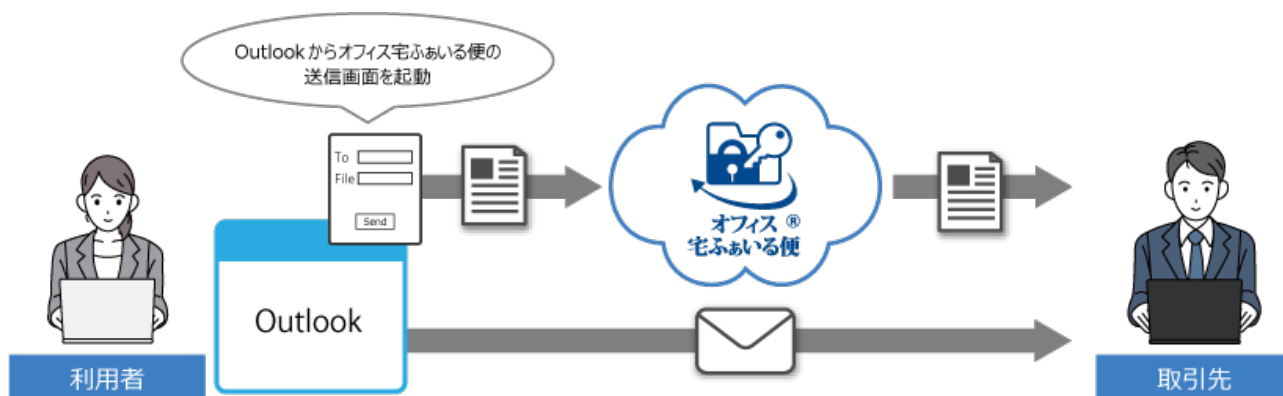 Outlookからオフィス宅ふぁいる便の
送信画面を起動
To
File
Send
オフィス®
宅ふぁいる便
Outlook
利用者
取引先